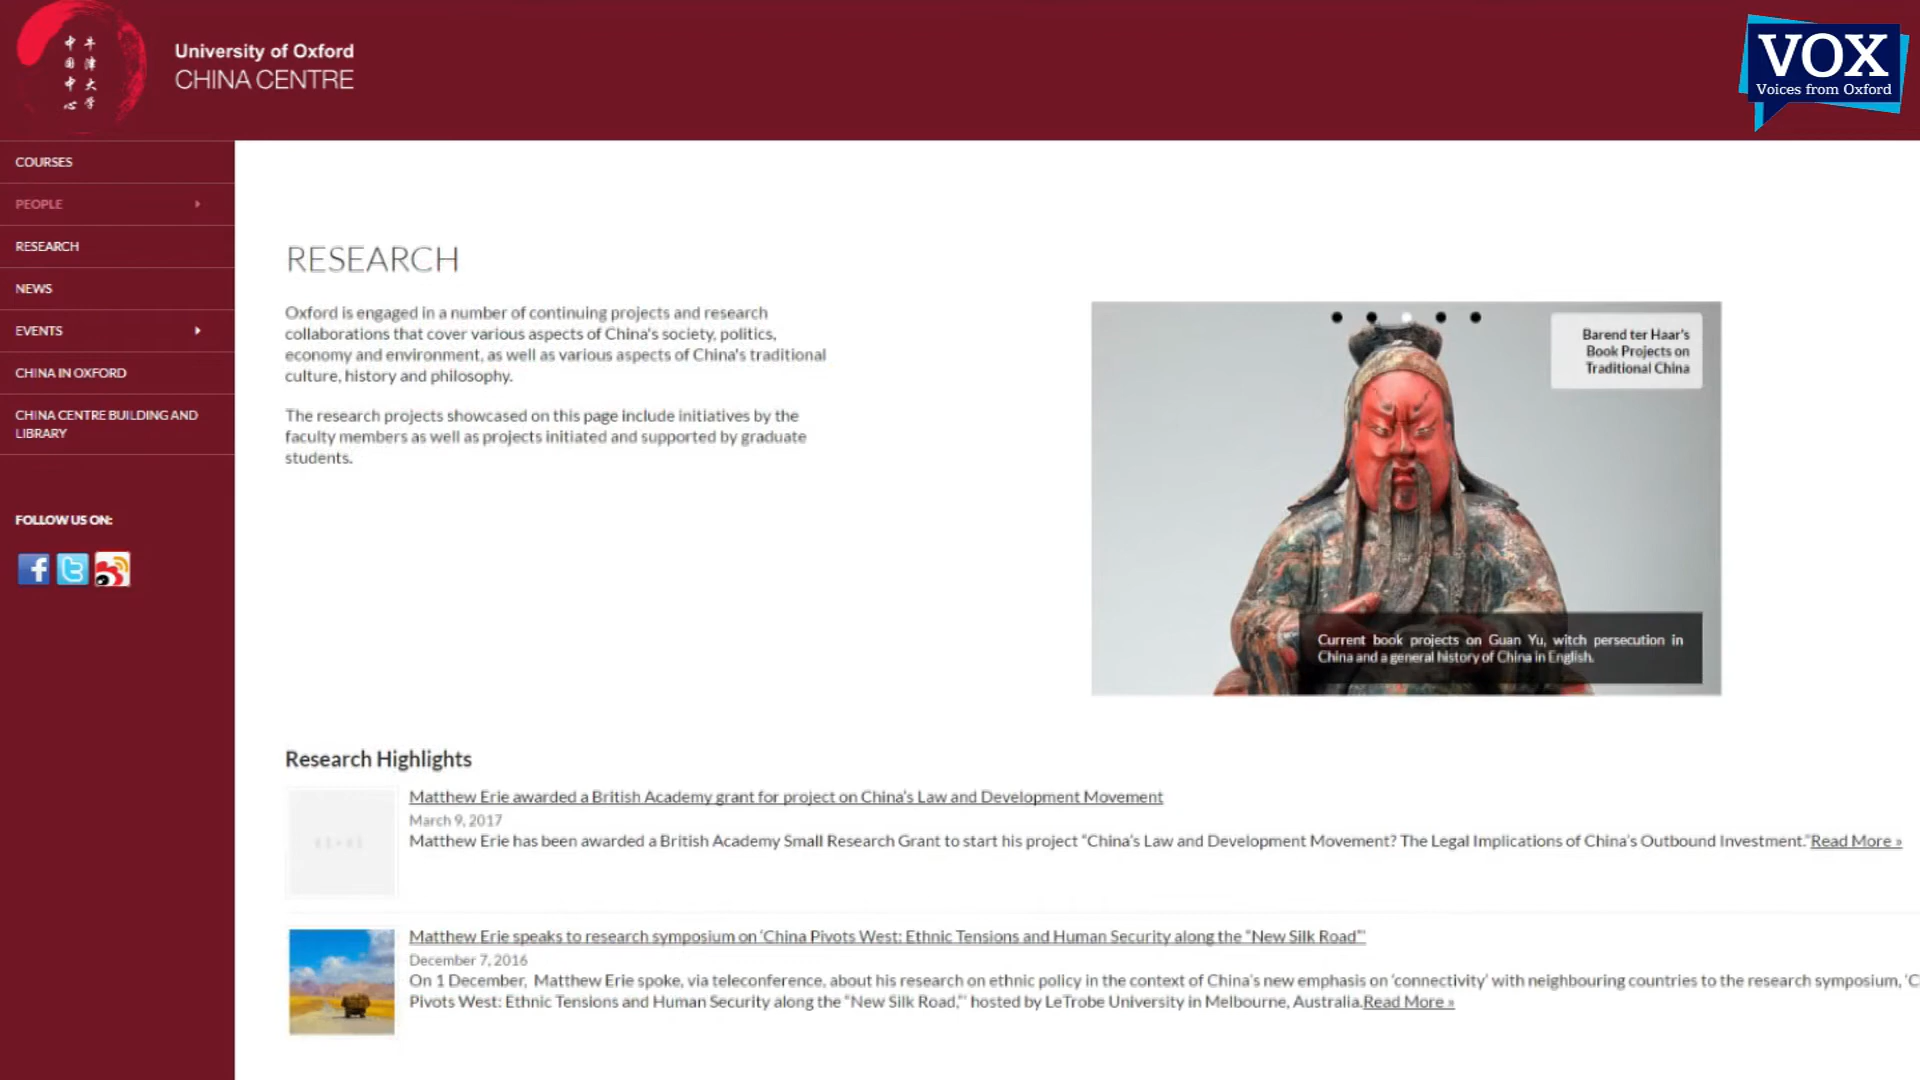 牛津大学
中国中心
University of Oxford
CHINA CENTRE
VOX
Voices from Oxford
COURSES
PEOPLE
RESEARCH
NEWS
EVENTS
CHINA IN OXFORD
CHINA CENTRE BUILDING AND
LIBRARY
FOLLOW US ON:
RESEARCH
Oxford is engaged in a number of continuing projects and research
collaborations that cover various aspects of China's society, politics,
economy and environment, as well as various aspects of China's traditional
culture, history and philosophy.
The research projects showcased on this page include initiatives by the
faculty members as well as projects initiated and supported by graduate
students.
Barend ter Haar's
Book Projects on
Traditional China
Current book projects on Guan Yu, witch persecution in
China and a general history of China in English.
Research Highlights
Matthew Erie awarded a British Academy grant for project on China's Law and Development Movement
March 9, 2017
Matthew Erie has been awarded a British Academy Small Research Grant to start his project “China's Law and Development Movement? The Legal Implications of China's Outbound Investment.”Read More »
Matthew Erie speaks to research symposium on ‘China Pivots West: Ethnic Tensions and Human Security along the “New Silk Road”’
December 7, 2016
On 1 December, Matthew Erie spoke, via teleconference, about his research on ethnic policy in the context of China's new emphasis on ‘connectivity’ with neighbouring countries to the research symposium, ‘C
Pivots West: Ethnic Tensions and Human Security along the “New Silk Road,”’ hosted by LeTrobe University in Melbourne, Australia.Read More »